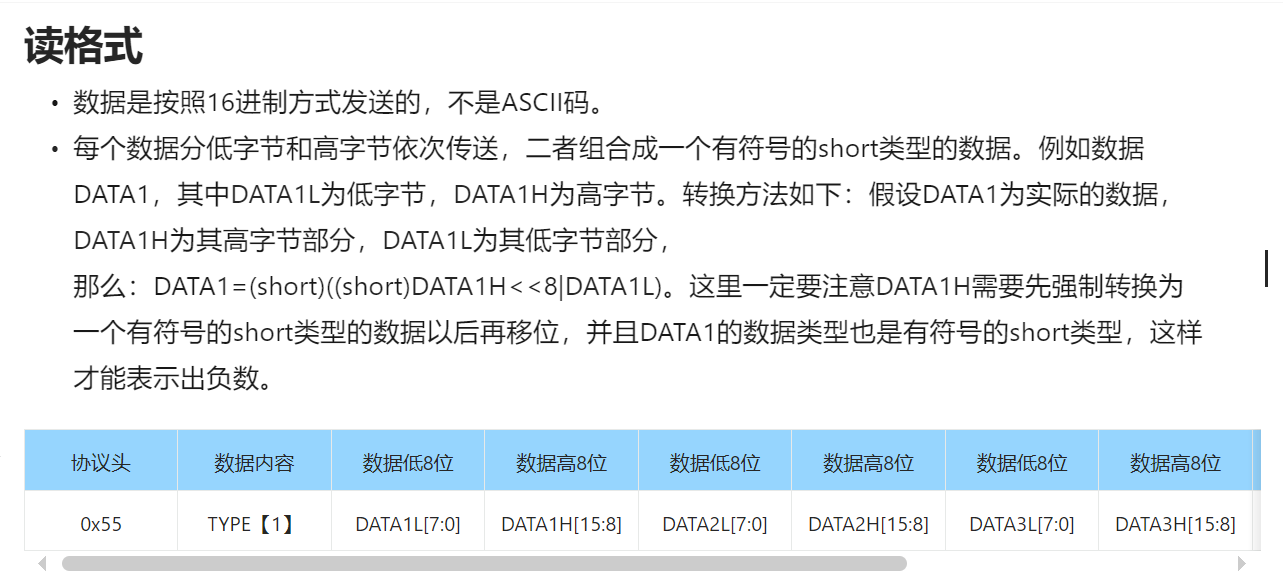 读格式
• 数据是按照16进制方式发送的，不是ASCII码。
• 每个数据分低字节和高字节依次传送，二者组合成一个有符号的short类型的数据。例如数据
DATA1，其中DATA1L为低字节，DATA1H为高字节。转换方法如下：假设DATA1为实际的数据，
DATA1H为其高字节部分，DATA1L为其低字节部分，
那么：DATA1=(short)((short)DATA1H<<8|DATA1L)。这里一定要注意DATA1H需要先强制转换为
一个有符号的short类型的数据以后再移位，并且DATA1的数据类型也是有符号的short类型，这样
才能表示出负数。
协议头 数据内容 数据低8位 数据高8位 数据低8位 数据高8位 数据低8位 数据高8位
0x55 TYPE【1】 DATA1L[7:0] DATA1H[15:8] DATA2L[7:0] DATA2H[15:8] DATA3L[7:0] DATA3H[15:8]